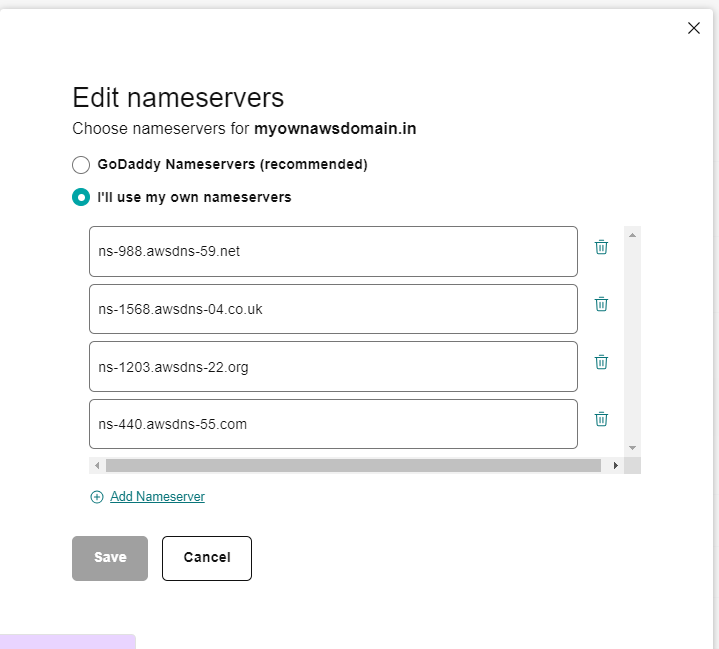 Edit nameservers
Choose nameservers for myownawsdomain.in
GoDaddy Nameservers (recommended)
I'll use my own nameservers
ns-988.awsdns-59.net
ns-1568.awsdns-04.co.uk
ns-1203.awsdns-22.org
ns-440.awsdns-55.com
Add Nameserver
Save Cancel